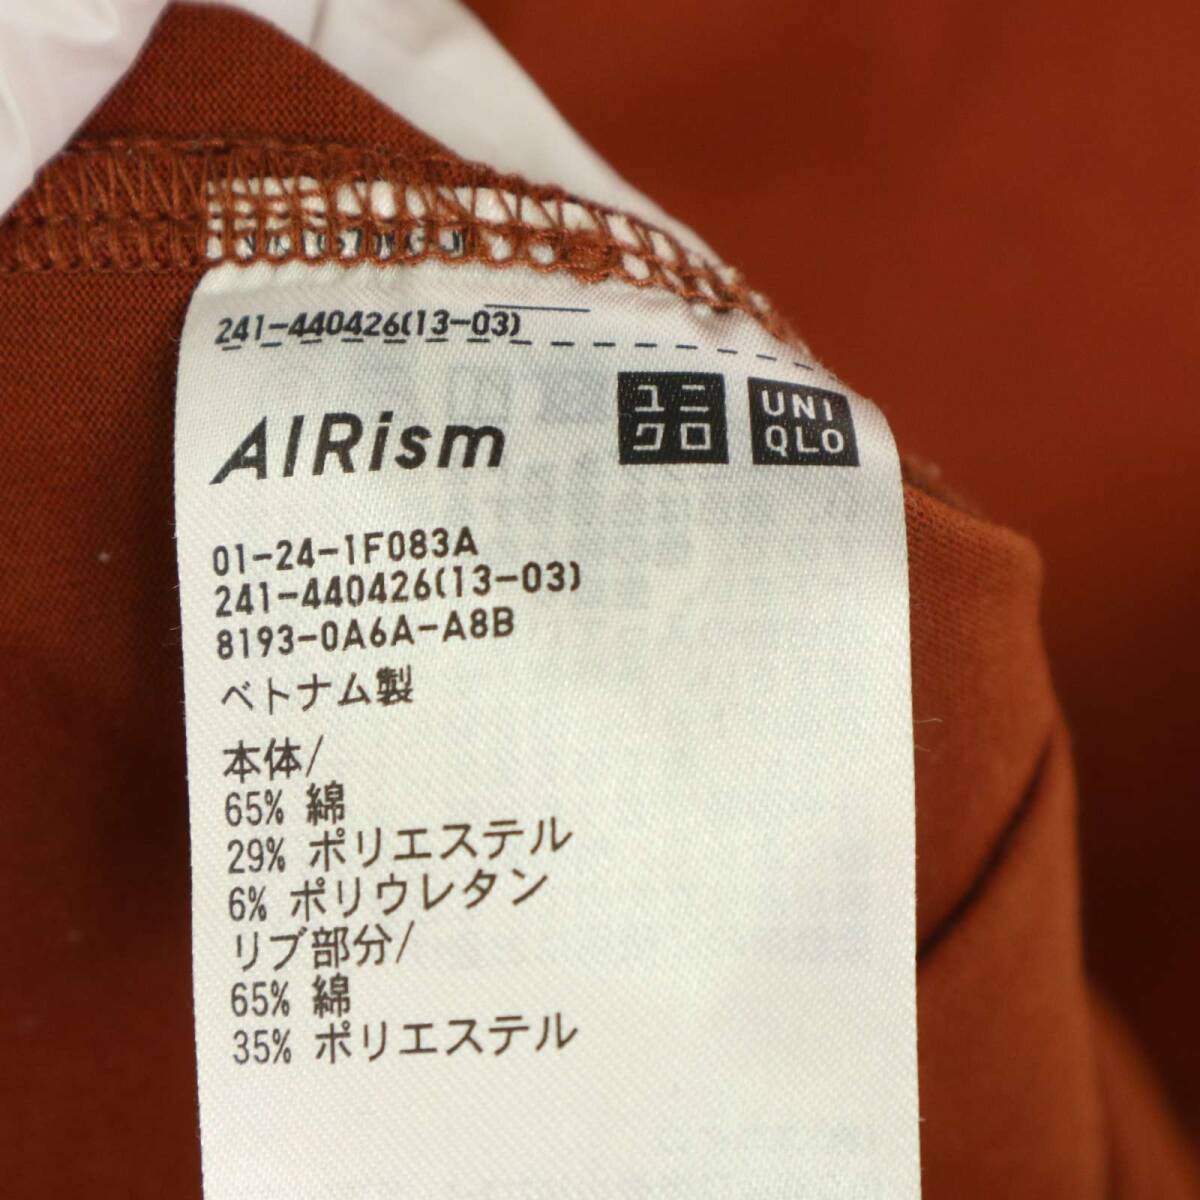 241-440426(13-03)
AIRism
ユニ
クロ
UNI
QLO
01-24-1F083A
241-440426(13-03)
8193-0A6A-A8B
ベトナム製
本体/
65% 綿
29% ポリエステル
6% ポリウレタン
リブ部分/
65% 綿
35% ポリエステル